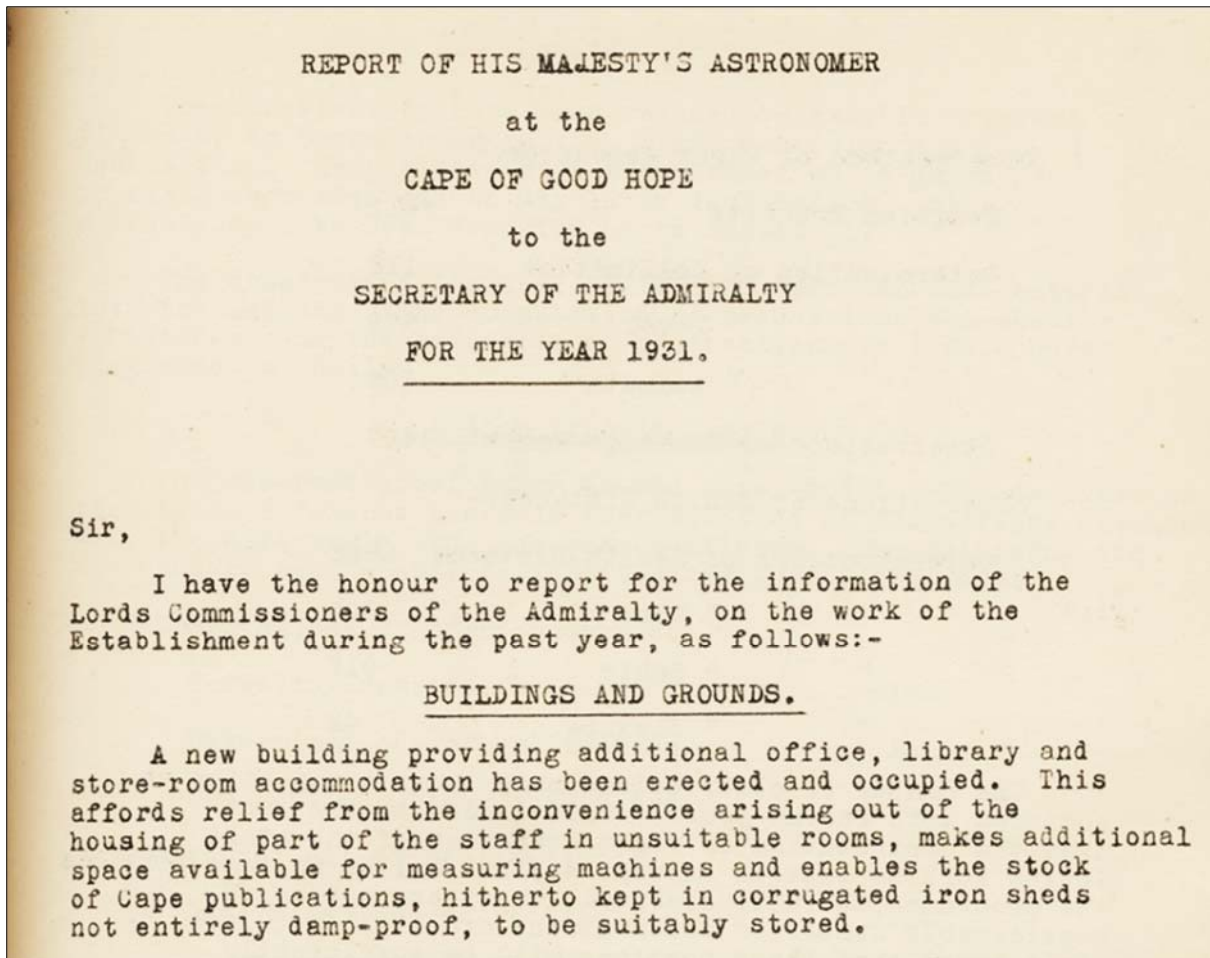 REPORT OF HIS MAJESTY'S ASTRONOMER
at the
CAPE OF GOOD HOPE
to the
SECRETARY OF THE ADMIRALTY
FOR THE YEAR 1931.
Sir,
I have the honour to report for the information of the
Lords Commissioners of the Admiralty, on the work of the
Establishment during the past year, as follows:-
BUILDINGS AND GROUNDS.
A new building providing additional office, library and
store-room accommodation has been erected and occupied. This
affords relief from the inconvenience arising out of the
housing of part of the staff in unsuitable rooms, makes additional
space available for measuring machines and enables the stock
of Cape publications, hitherto kept in corrugated iron sheds
not entirely damp-proof, to be suitably stored.